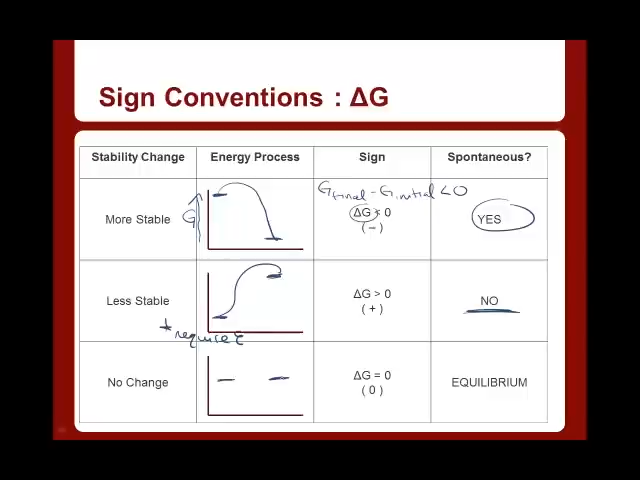 Sign Conventions : ΔG
Stability Change Energy Process Sign Spontaneous?
G final - G initial < 0
More Stable G ΔG < 0 YES
( − )
Less Stable ΔG > 0 NO
( + )
* require E
No Change ΔG = 0 EQUILIBRIUM
( 0 )